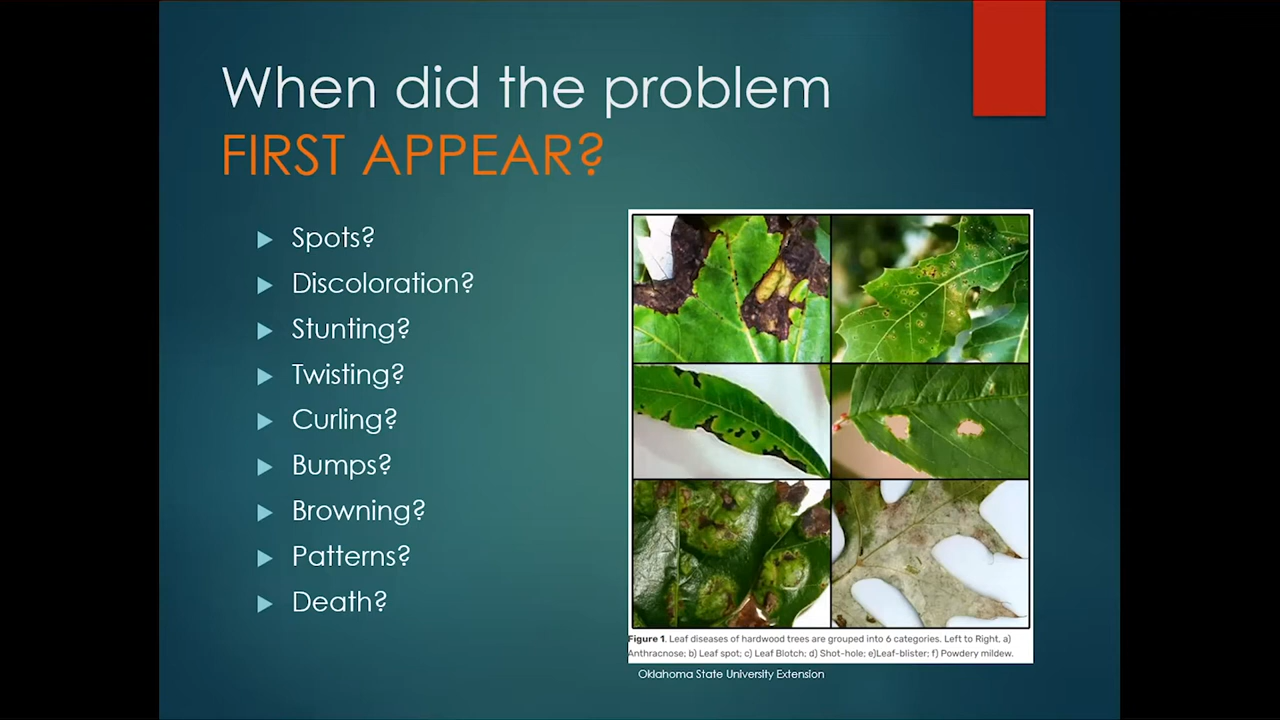 When did the problem
FIRST APPEAR?
Spots?
Discoloration?
Stunting?
Twisting?
Curling?
Bumps?
Browning?
Patterns?
Death?
Figure 1. Leaf diseases of hardwood trees are grouped into 6 categories. Left to Right, a)
Anthracnose; b) Leaf spot; c) Leaf Blotch; d) Shot-hole; e)Leaf-blister; f) Powdery mildew.
Oklahoma State University Extension